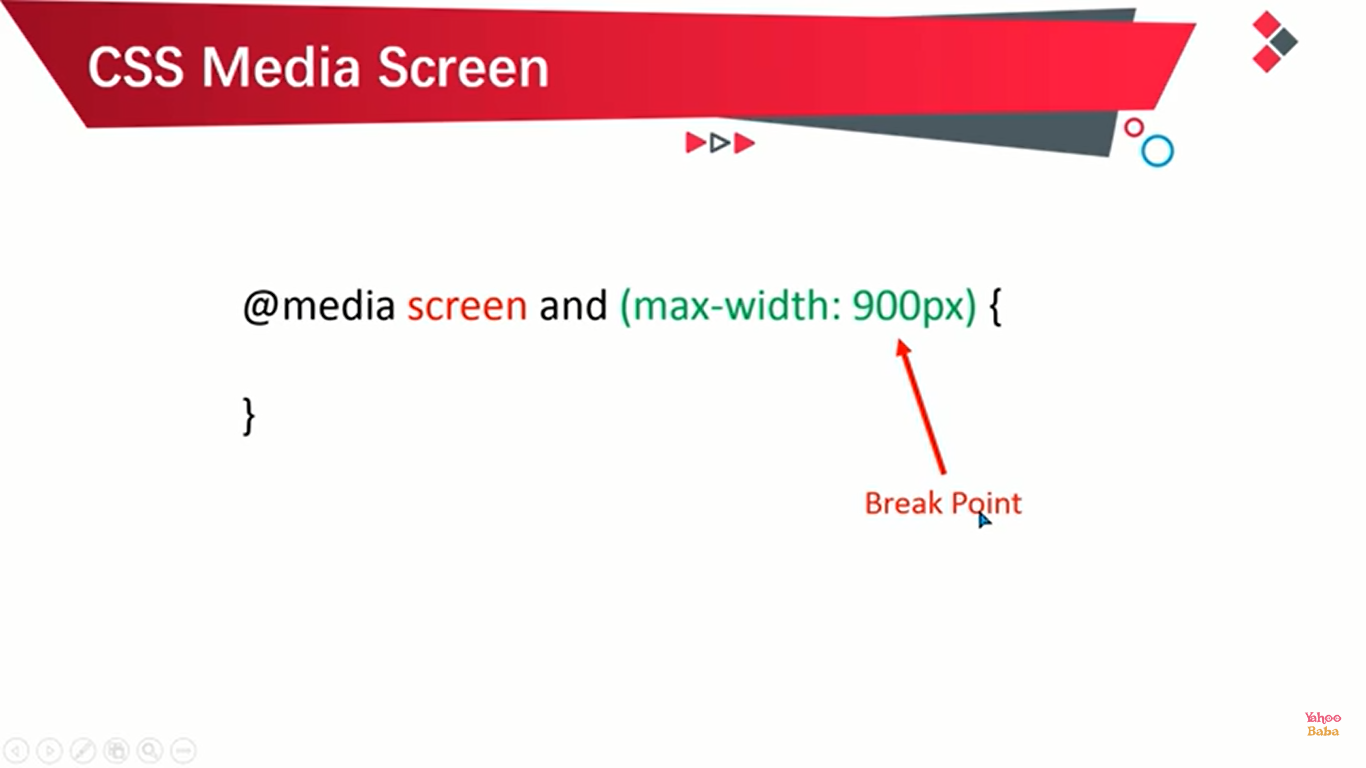 CSS Media Screen
@media screen and (max-width: 900px) {
}
Break Point
Yahoo
Baba